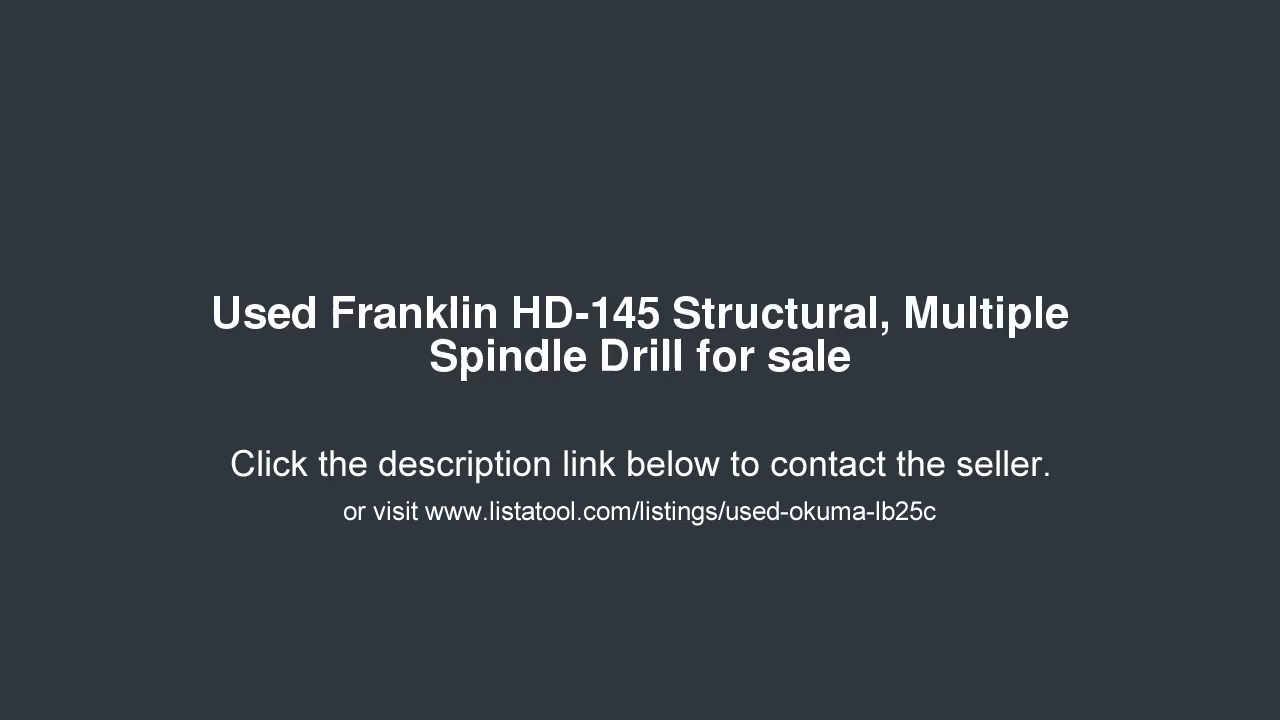 Used Franklin HD-145 Structural, Multiple
Spindle Drill for sale
Click the description link below to contact the seller.
or visit www.listatool.com/listings/used-okuma-lb25c